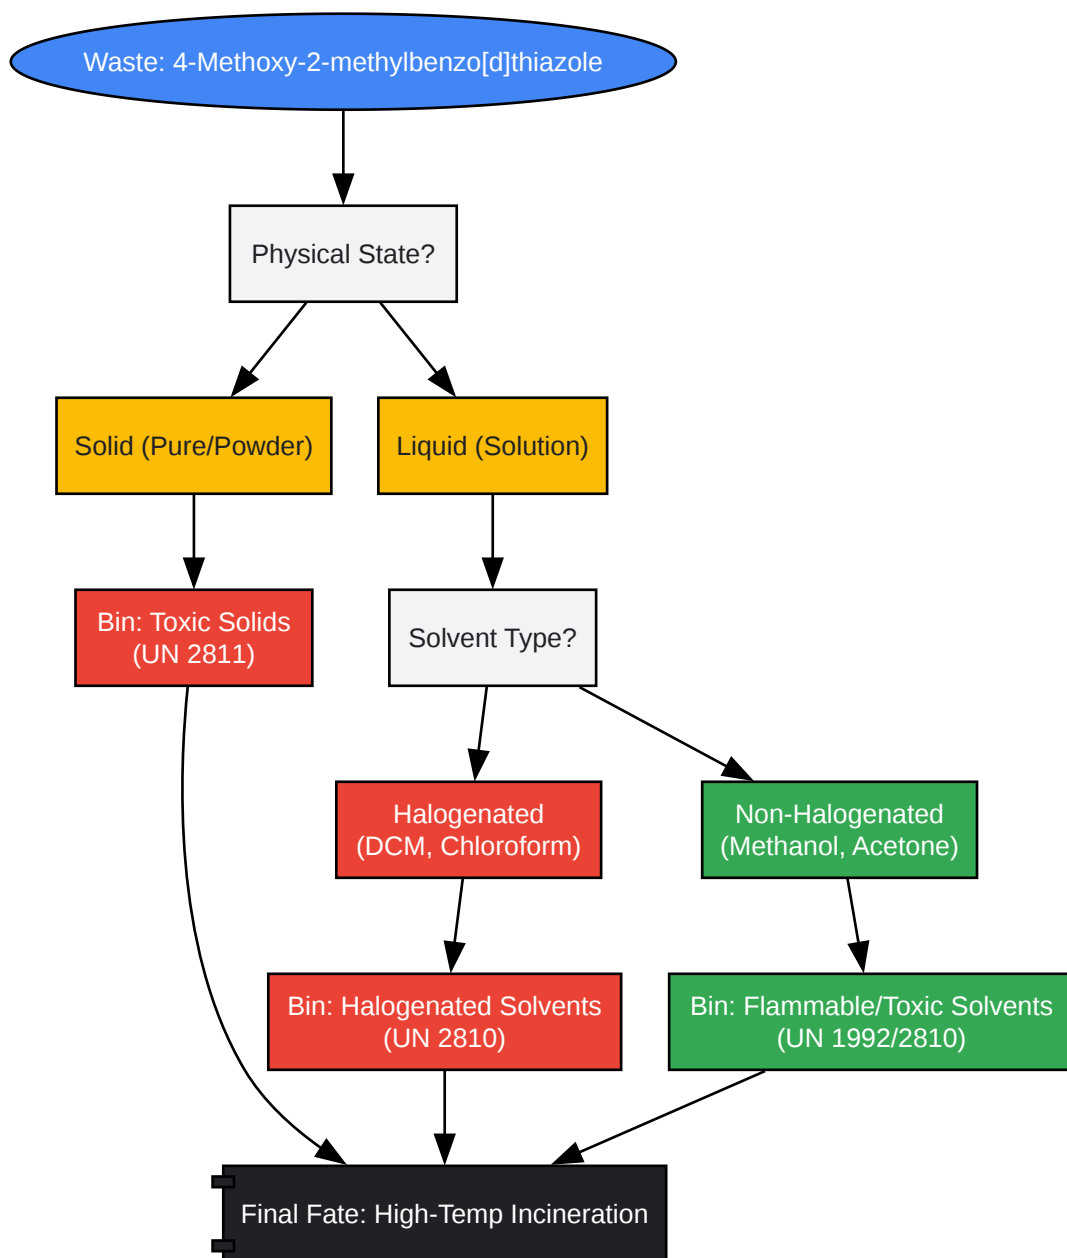 Waste: 4-Methoxy-2-methylbenzo[d]thiazole
Physical State?
Solid (Pure/Powder)
Liquid (Solution)
Bin: Toxic Solids
(UN 2811)
Solvent Type?
Halogenated
(DCM, Chloroform)
Non-Halogenated
(Methanol, Acetone)
Bin: Halogenated Solvents
(UN 2810)
Bin: Flammable/Toxic Solvents
(UN 1992/2810)
Final Fate: High-Temp Incineration